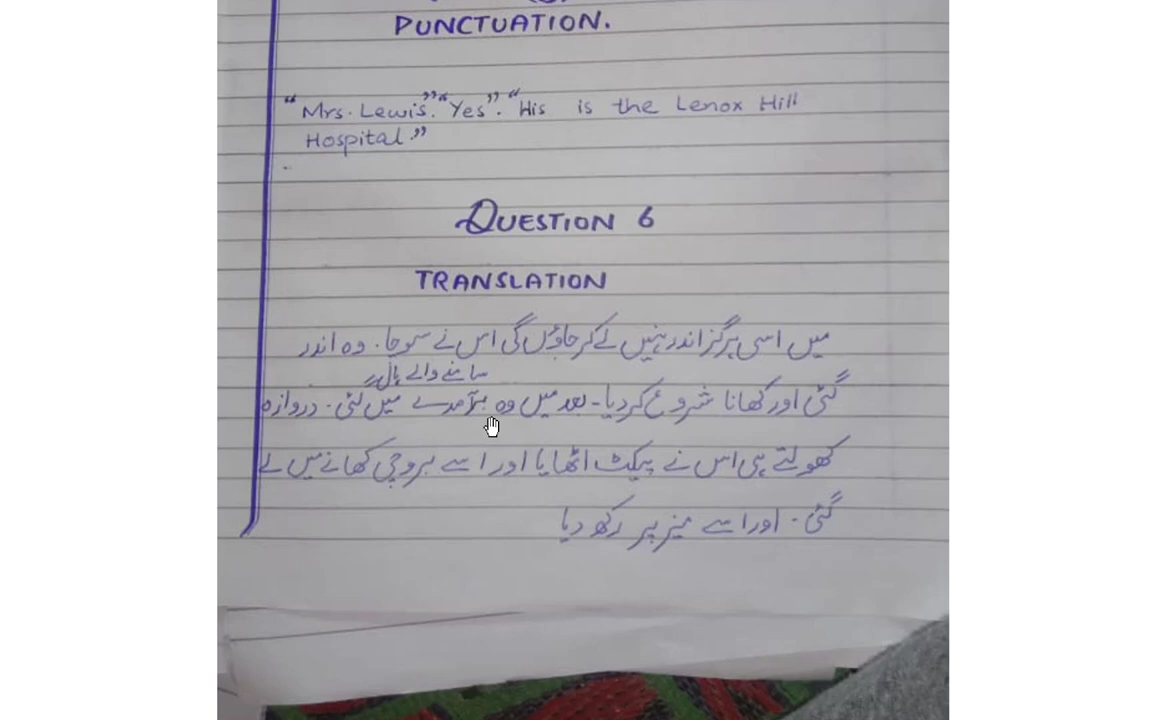 PUNCTUATION.
"Mrs. Lewis". "Yes". "His is the Lenox Hill
Hospital."
QUESTION 6
TRANSLATION
میں اسی ہرگز اندر نہیں لے کر جاؤں گی اس نے سوچا۔ وہ اندر
سامنے والے ہال
گئی اور کھانا شروع کر دیا۔ بعد میں وہ برآمدے میں گئی۔ دروازہ
کھولتے ہی اس نے پیکٹ اٹھایا اور اسے کھانے میں لے
گئی۔ اور اسے میز پر رکھ دیا